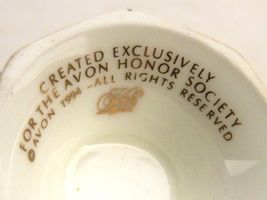 CREATED EXCLUSIVELY
FOR THE AVON HONOR SOCIETY
© AVON 1994 - ALL RIGHTS RESERVED